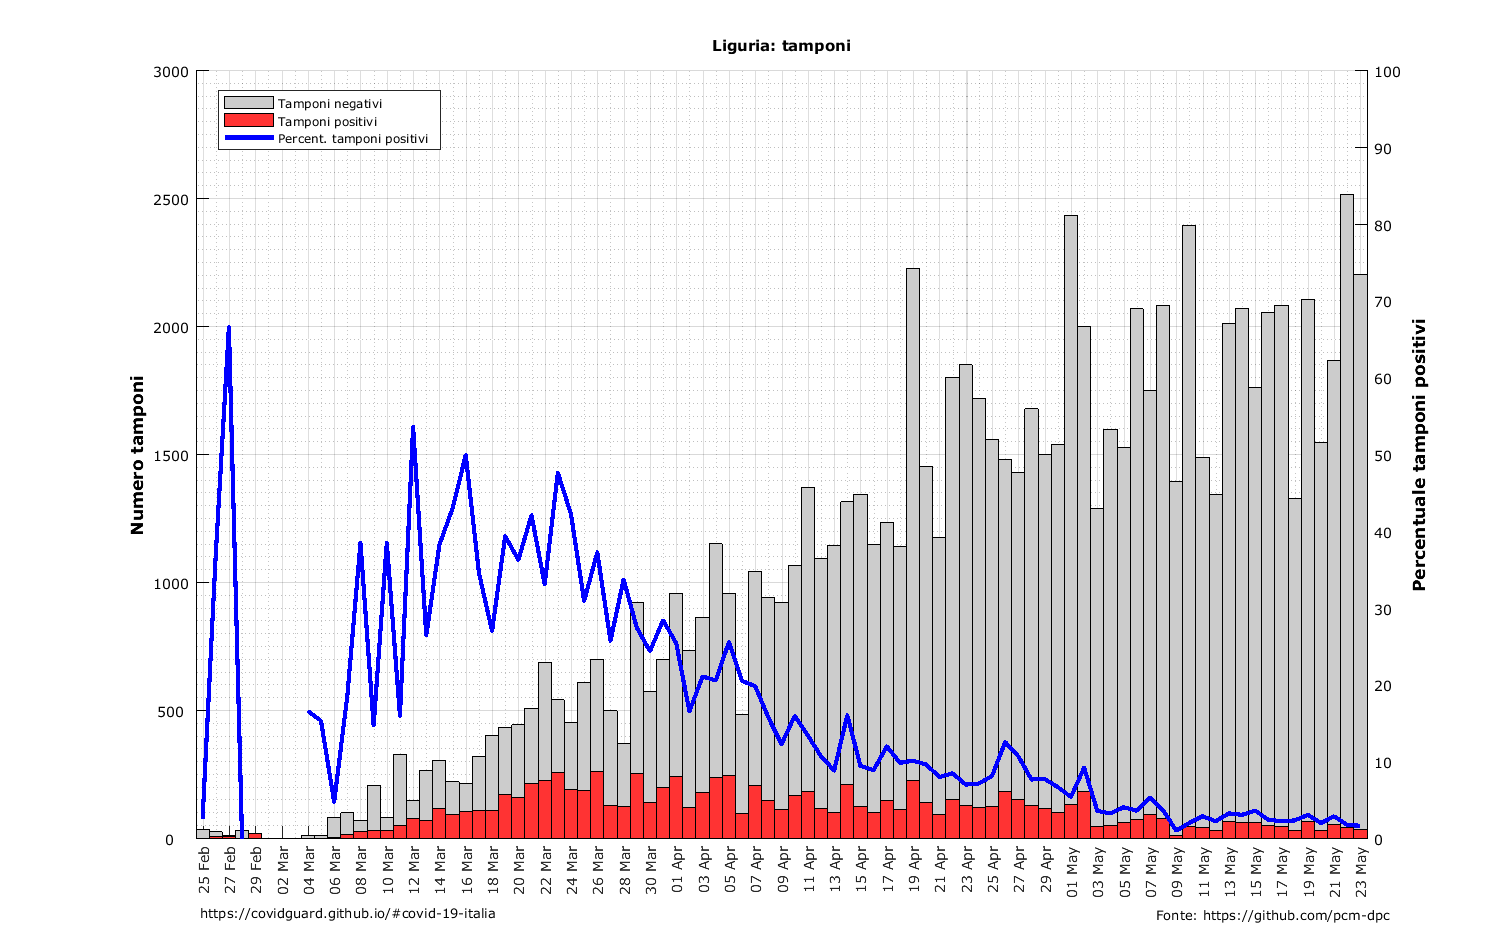 Liguria: tamponi
3000
2500
2000
1500
1000
500
0
Numero tamponi
Tamponi negativi
Tamponi positivi
Percent. tamponi positivi
100
90
80
70
60
50
40
30
20
10
0
Percentuale tamponi positivi
25 Feb
27 Feb
29 Feb
02 Mar
04 Mar
06 Mar
08 Mar
10 Mar
12 Mar
14 Mar
16 Mar
18 Mar
20 Mar
22 Mar
24 Mar
26 Mar
28 Mar
30 Mar
01 Apr
03 Apr
05 Apr
07 Apr
09 Apr
11 Apr
13 Apr
15 Apr
17 Apr
19 Apr
21 Apr
23 Apr
25 Apr
27 Apr
29 Apr
01 May
03 May
05 May
07 May
09 May
11 May
13 May
15 May
17 May
19 May
21 May
23 May
https://covidguard.github.io/#covid-19-italia
Fonte: https://github.com/pcm-dpc